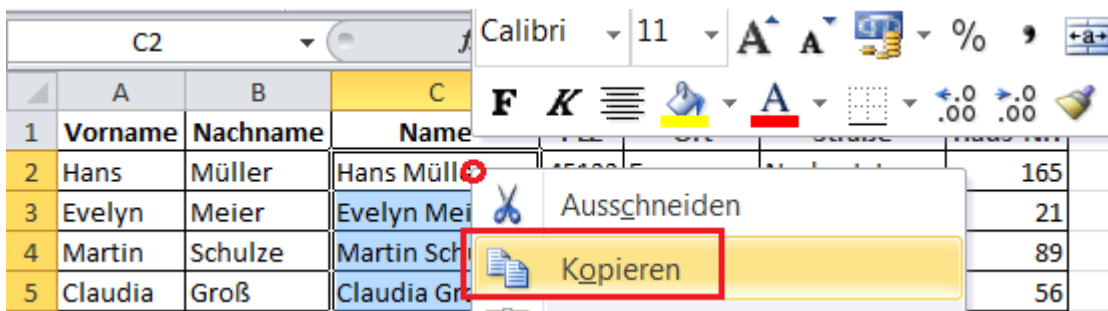 C2 Calibri 11 A A % ,
A B C F K A
1 Vorname Nachname Name
2 Hans Müller Hans Mülle 165
Ausschneiden
3 Evelyn Meier Evelyn Mei 21
4 Martin Schulze Martin Sch 89
Kopieren
5 Claudia Groß Claudia Gr 56